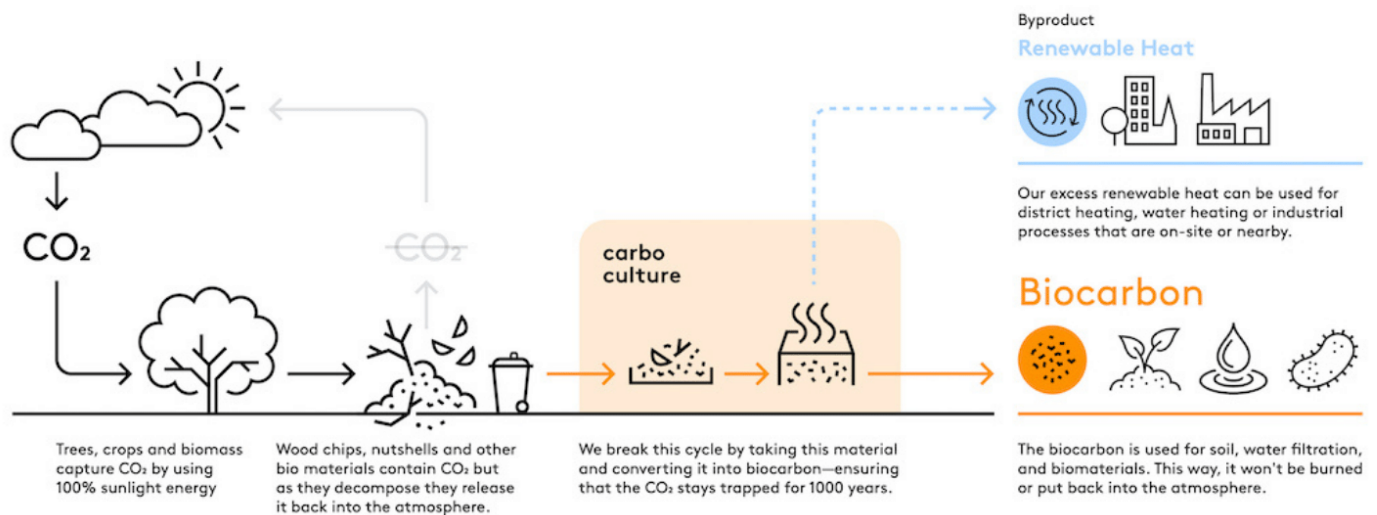 Byproduct
Renewable Heat
CO₂
CO₂
carbo
culture
Our excess renewable heat can be used for
district heating, water heating or industrial
processes that are on-site or nearby.
Biocarbon
Trees, crops and biomass
capture CO₂ by using
100% sunlight energy
Wood chips, nutshells and other
bio materials contain CO₂ but
as they decompose they release
it back into the atmosphere.
We break this cycle by taking this material
and converting it into biocarbon—ensuring
that the CO₂ stays trapped for 1000 years.
The biocarbon is used for soil, water filtration,
and biomaterials. This way, it won't be burned
or put back into the atmosphere.